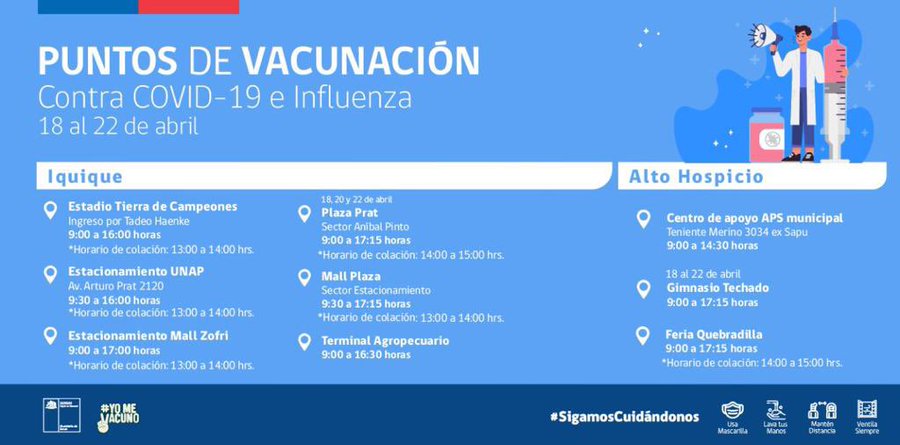 PUNTOS DE VACUNACIÓN
Contra COVID-19 e Influenza
18 al 22 de abril
Iquique
Estadio Tierra de Campeones
Ingreso por Tadeo Haenke
9:00 a 16:00 horas
*Horario de colación: 13:00 a 14:00 hrs.
Estacionamiento UNAP
Av. Arturo Prat 2120
9:30 a 16:00 horas
*Horario de colación: 13:00 a 14:00 hrs.
Estacionamiento Mall Zofri
9:00 a 17:00 horas
*Horario de colación: 13:00 a 14:00 hrs.
18, 20 y 22 de abril
Plaza Prat
Sector Aníbal Pinto
9:00 a 17:15 horas
*Horario de colación: 14:00 a 15:00 hrs.
Mall Plaza
Sector Estacionamiento
9:30 a 17:15 horas
*Horario de colación: 13:00 a 14:00 hrs.
Terminal Agropecuario
9:00 a 16:30 horas
Alto Hospicio
Centro de apoyo APS municipal
Teniente Merino 3034 ex Sapu
9:00 a 14:30 horas
18 al 22 de abril
Gimnasio Techado
9:00 a 17:15 horas
Feria Quebradilla
9:00 a 17:15 horas
*Horario de colación: 14:00 a 15:00 hrs.
#YO ME
VACUNO
#SigamosCuidándonos
Usa
Mascarilla
Lava tus
Manos
Mantén
Distancia
Ventila
Siempre